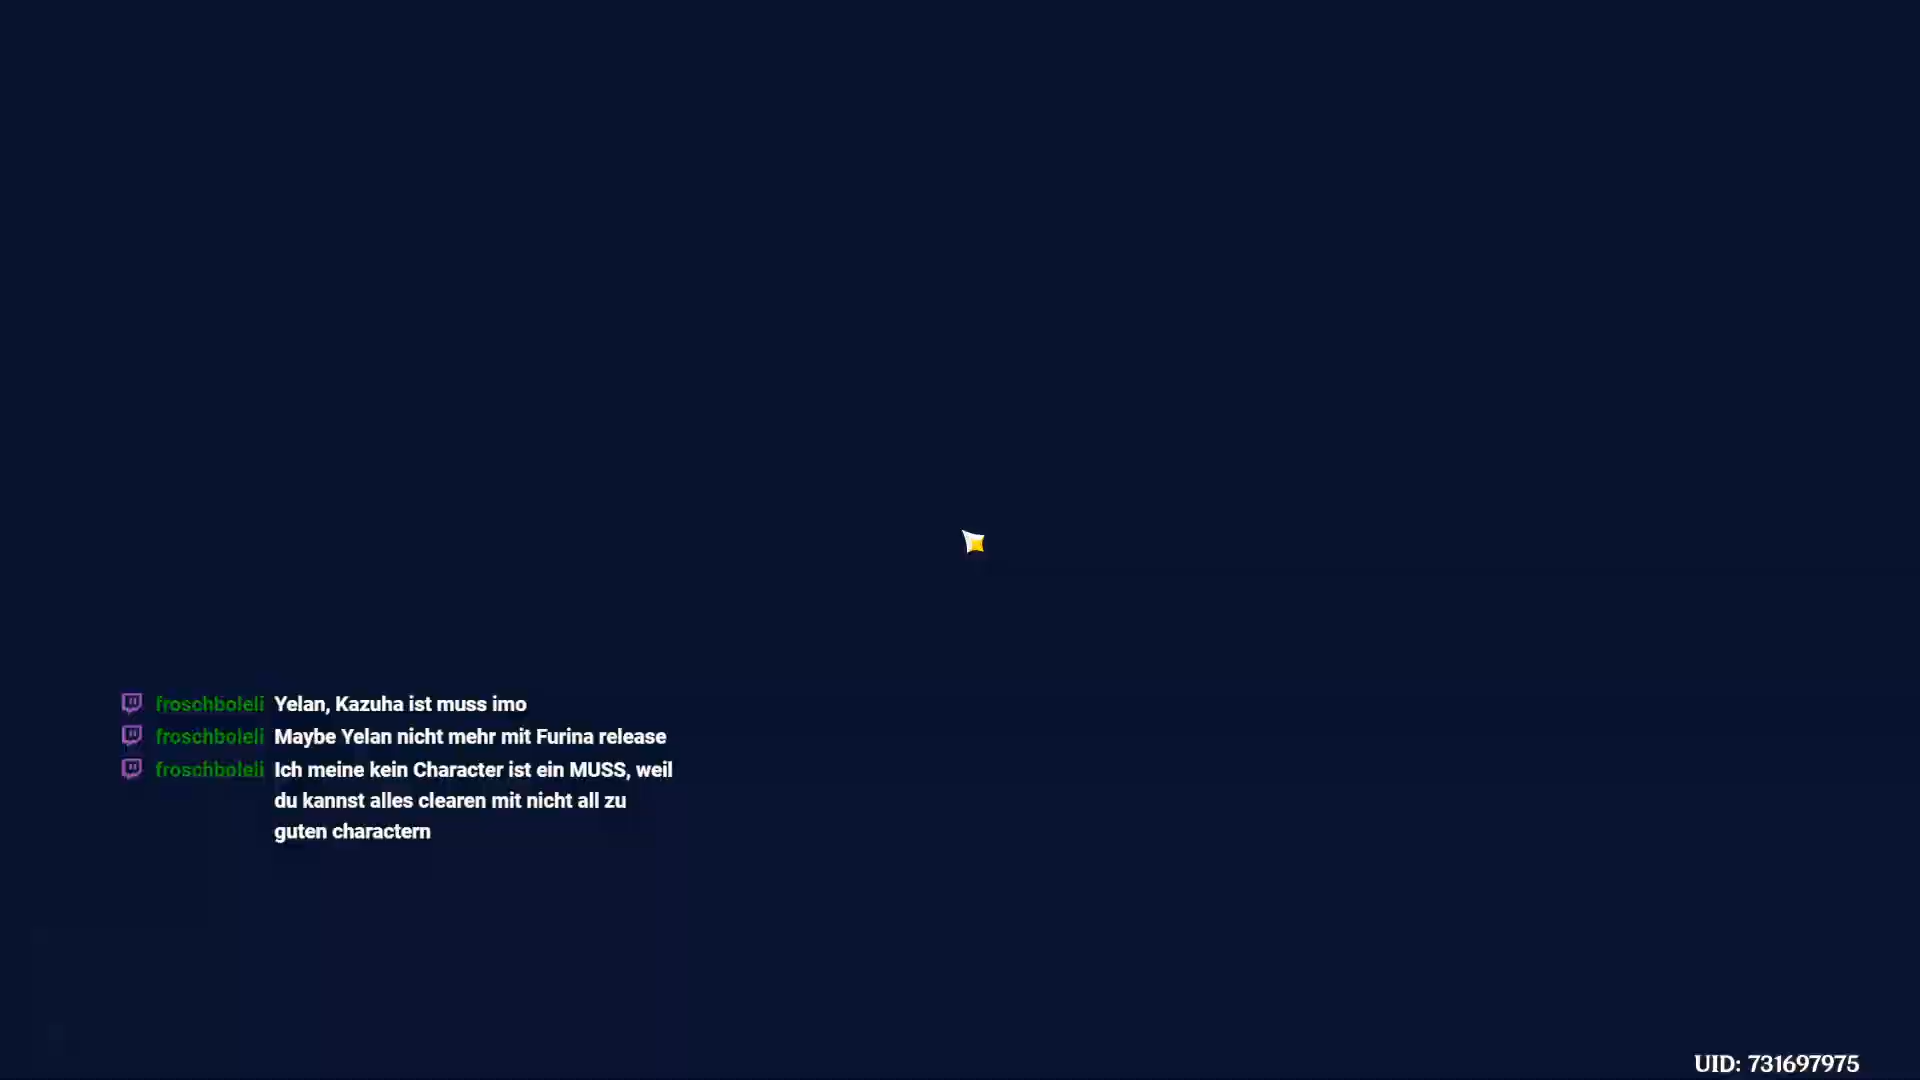 froschboleli Yelan, Kazuha ist muss imo
froschboleli Maybe Yelan nicht mehr mit Furina release
froschboleli Ich meine kein Character ist ein MUSS, weil
du kannst alles clearen mit nicht all zu
guten charactern
UID: 731697975